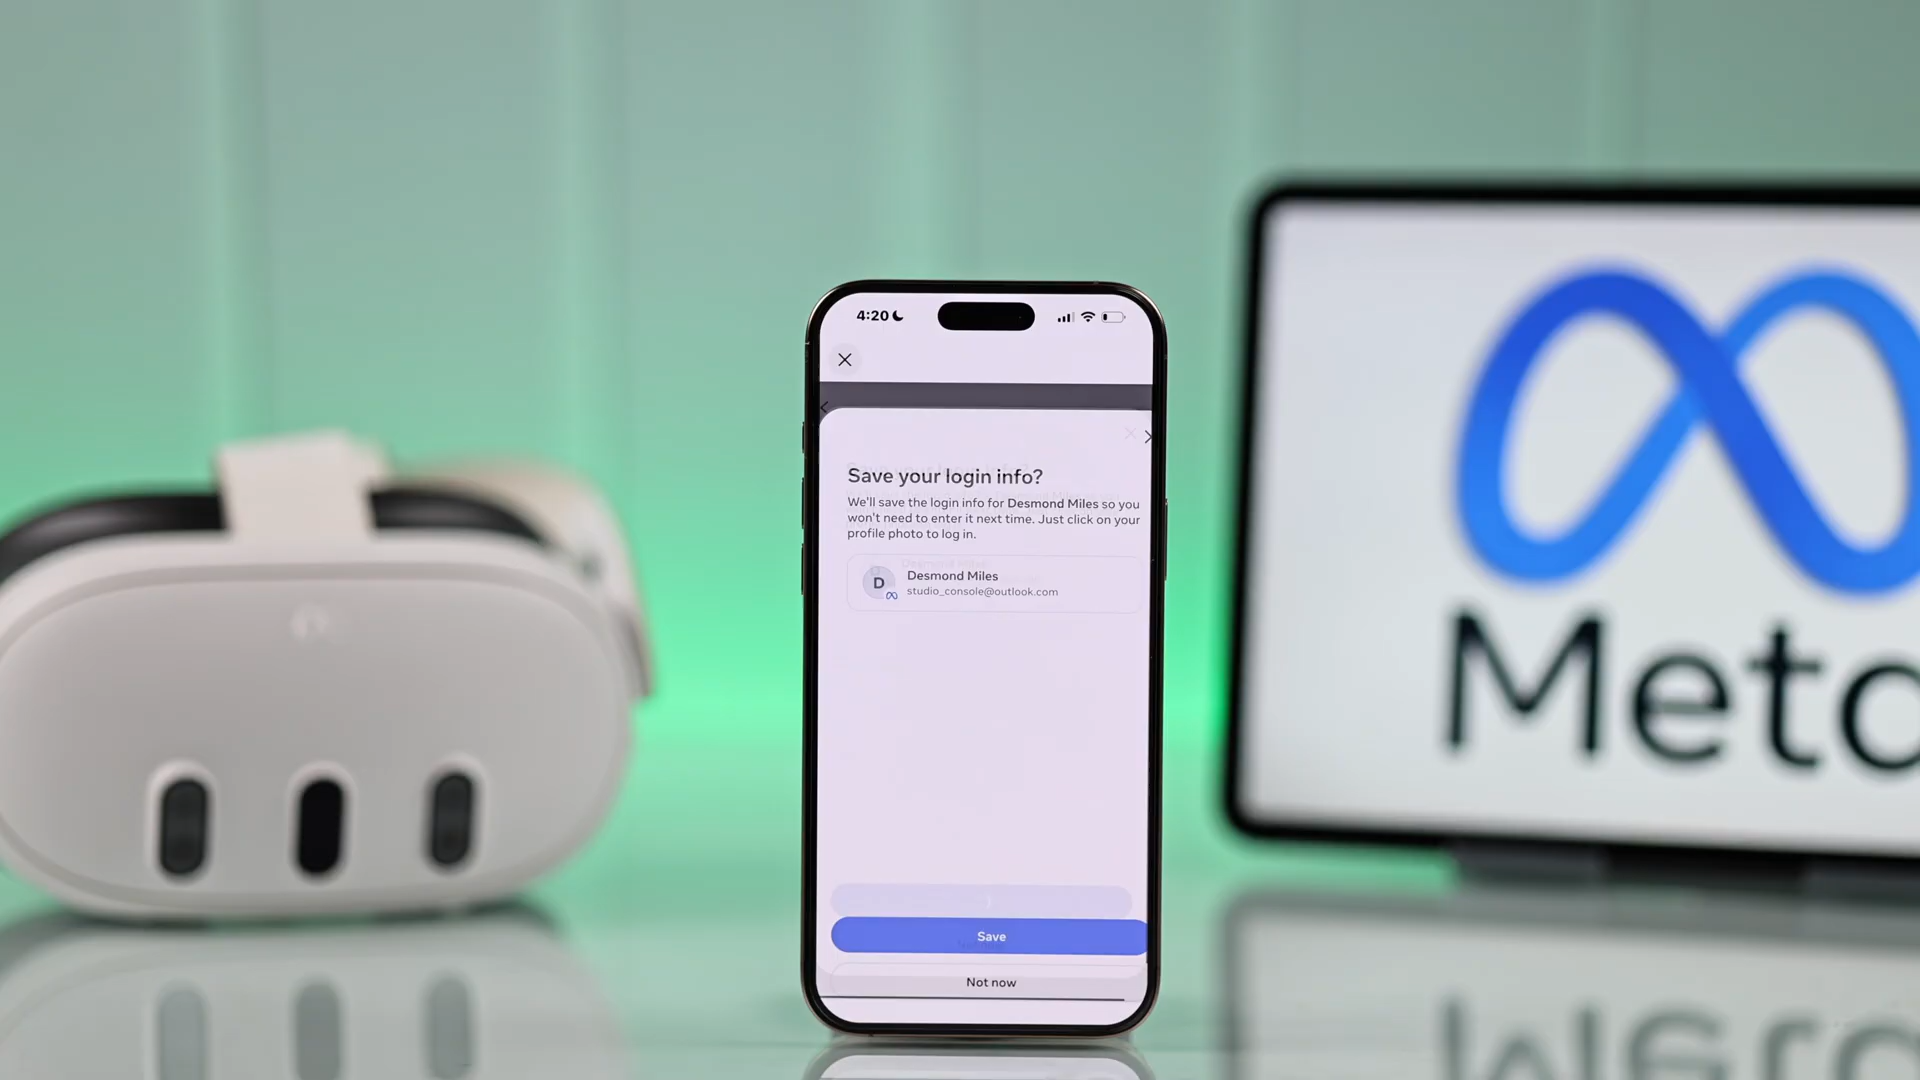 4:20
Save your login info?
We'll save the login info for Desmond Miles so you
won't need to enter it next time. Just click on your
profile photo to log in.
D
Desmond Miles
studio_console@outlook.com
Save
Not now
Meta